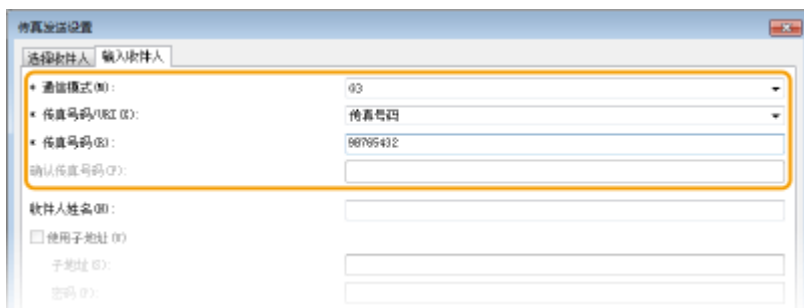 传真发送设置
选择收件人 输入收件人
* 通信模式(M): G3
* 传真号码/URI(X): 传真号码
* 传真号码(R): 98765432
确认传真号码(F):
收件人姓名(N):
使用子地址(U)
子地址(S):
密码(P):